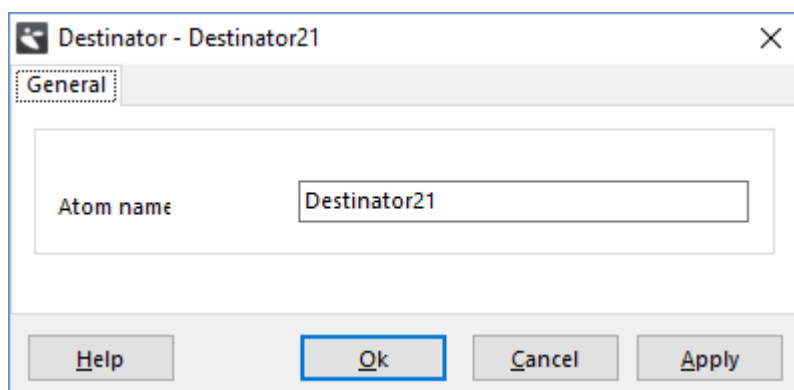 Destinator - Destinator21
General
Atom name
Destinator21
Help
Ok
Cancel
Apply